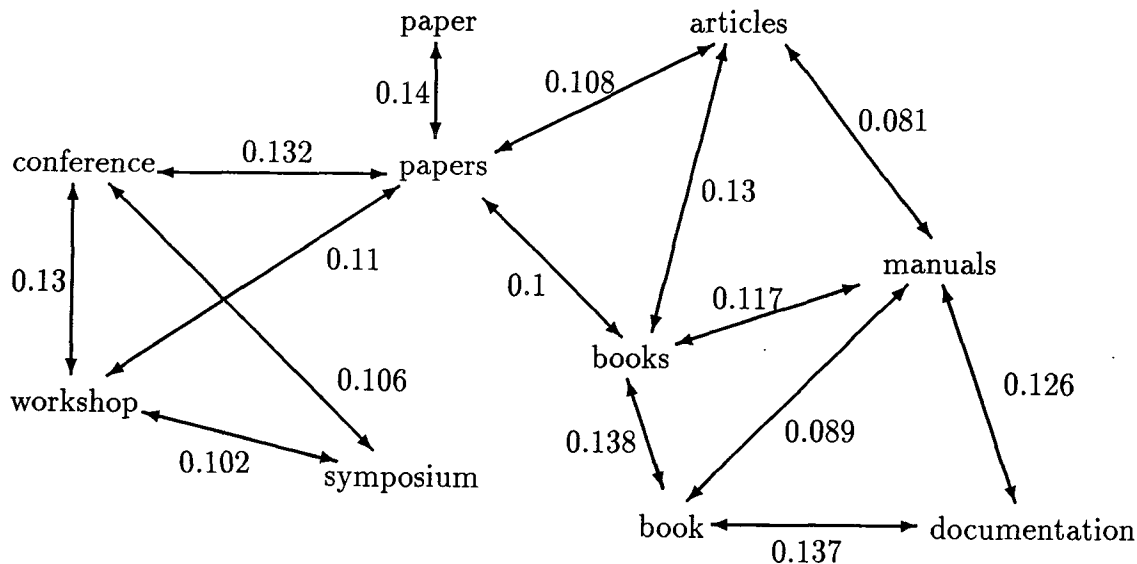 paper articles
0.108
0.14
0.081
conference 0.132 papers
0.13
0.11
0.13
manuals
0.1
0.117
books
0.106
0.126
workshop
0.138
0.089
0.102
symposium
book documentation
0.137